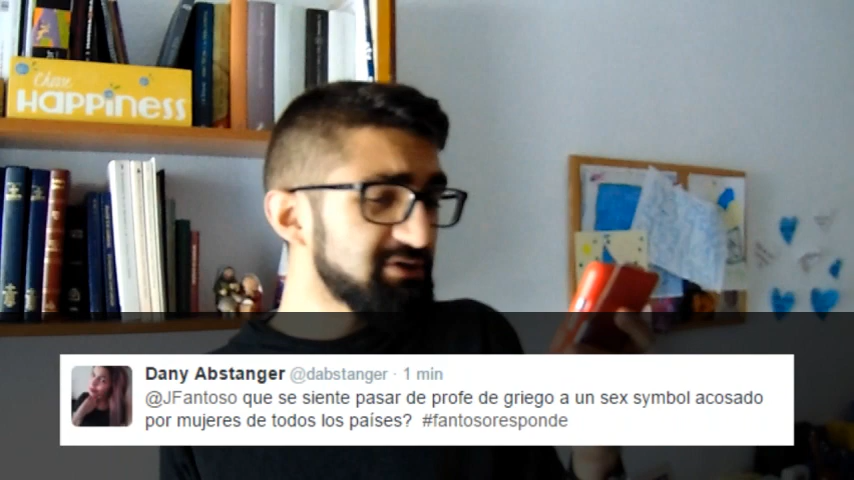 Chase
HAPPINESS
Dany Abstanger @dabstanger · 1 min
@JFantoso que se siente pasar de profe de griego a un sex symbol acosado
por mujeres de todos los países? #fantosoresponde